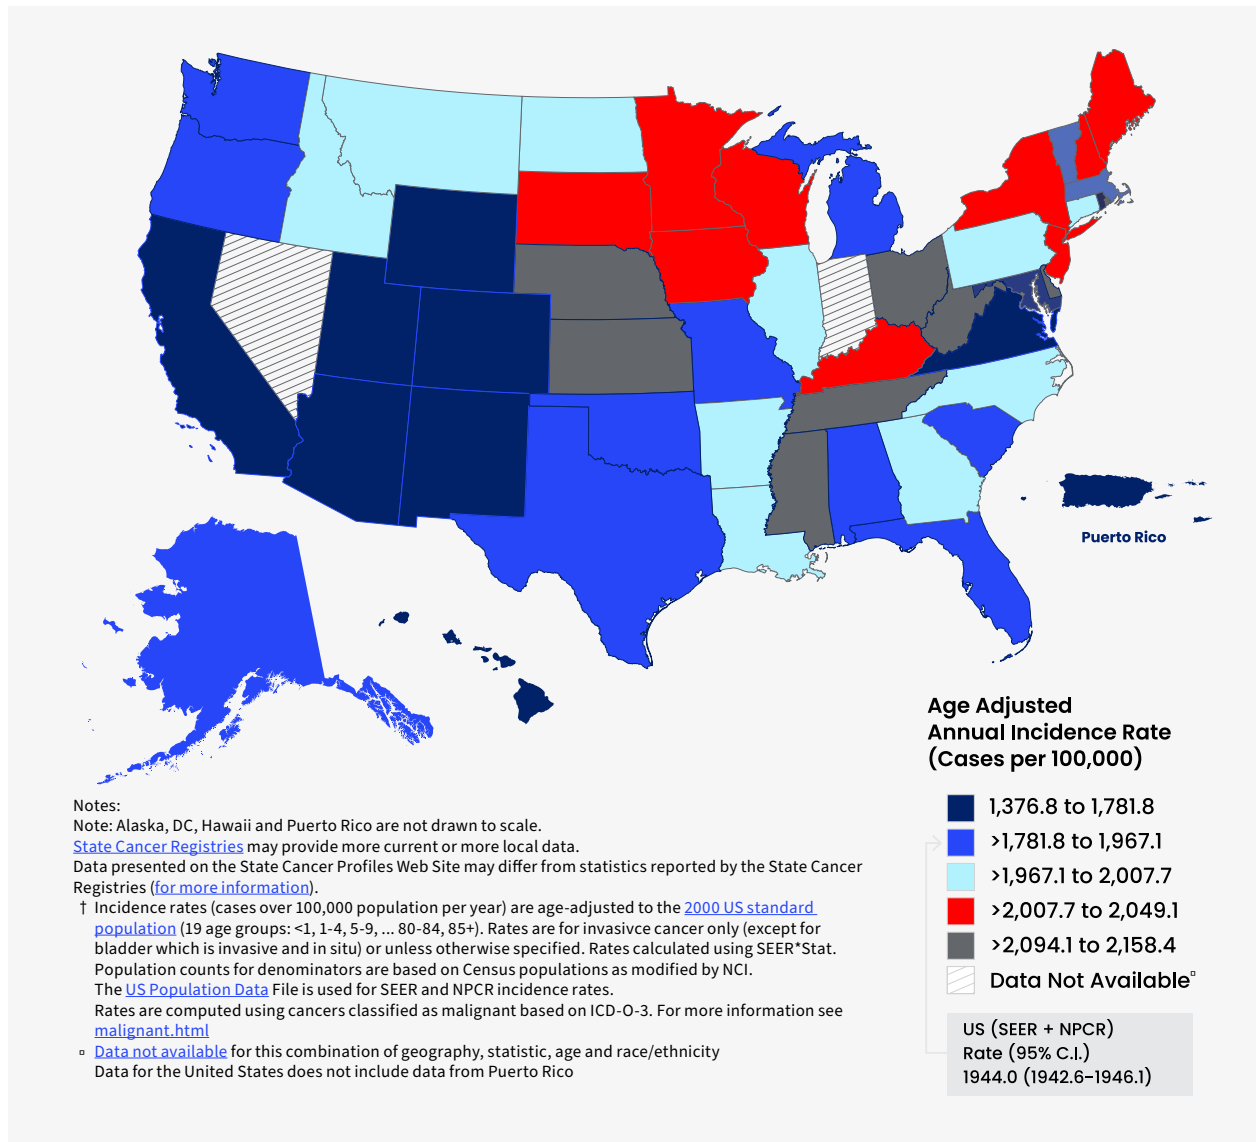 Puerto Rico
Age Adjusted
Annual Incidence Rate
(Cases per 100,000)
1,376.8 to 1,781.8
>1,781.8 to 1,967.1
>1,967.1 to 2,007.7
>2,007.7 to 2,049.1
>2,094.1 to 2,158.4
Data Not Available¤
US (SEER + NPCR)
Rate (95% C.I.)
1944.0 (1942.6–1946.1)
Notes:
Note: Alaska, DC, Hawaii and Puerto Rico are not drawn to scale.
State Cancer Registries may provide more current or more local data.
Data presented on the State Cancer Profiles Web Site may differ from statistics reported by the State Cancer
Registries (for more information).
† Incidence rates (cases over 100,000 population per year) are age-adjusted to the 2000 US standard
population (19 age groups: <1, 1-4, 5-9, ... 80-84, 85+). Rates are for invasivce cancer only (except for
bladder which is invasive and in situ) or unless otherwise specified. Rates calculated using SEER*Stat.
Population counts for denominators are based on Census populations as modified by NCI.
The US Population Data File is used for SEER and NPCR incidence rates.
Rates are computed using cancers classified as malignant based on ICD-O-3. For more information see
malignant.html
¤ Data not available for this combination of geography, statistic, age and race/ethnicity
Data for the United States does not include data from Puerto Rico